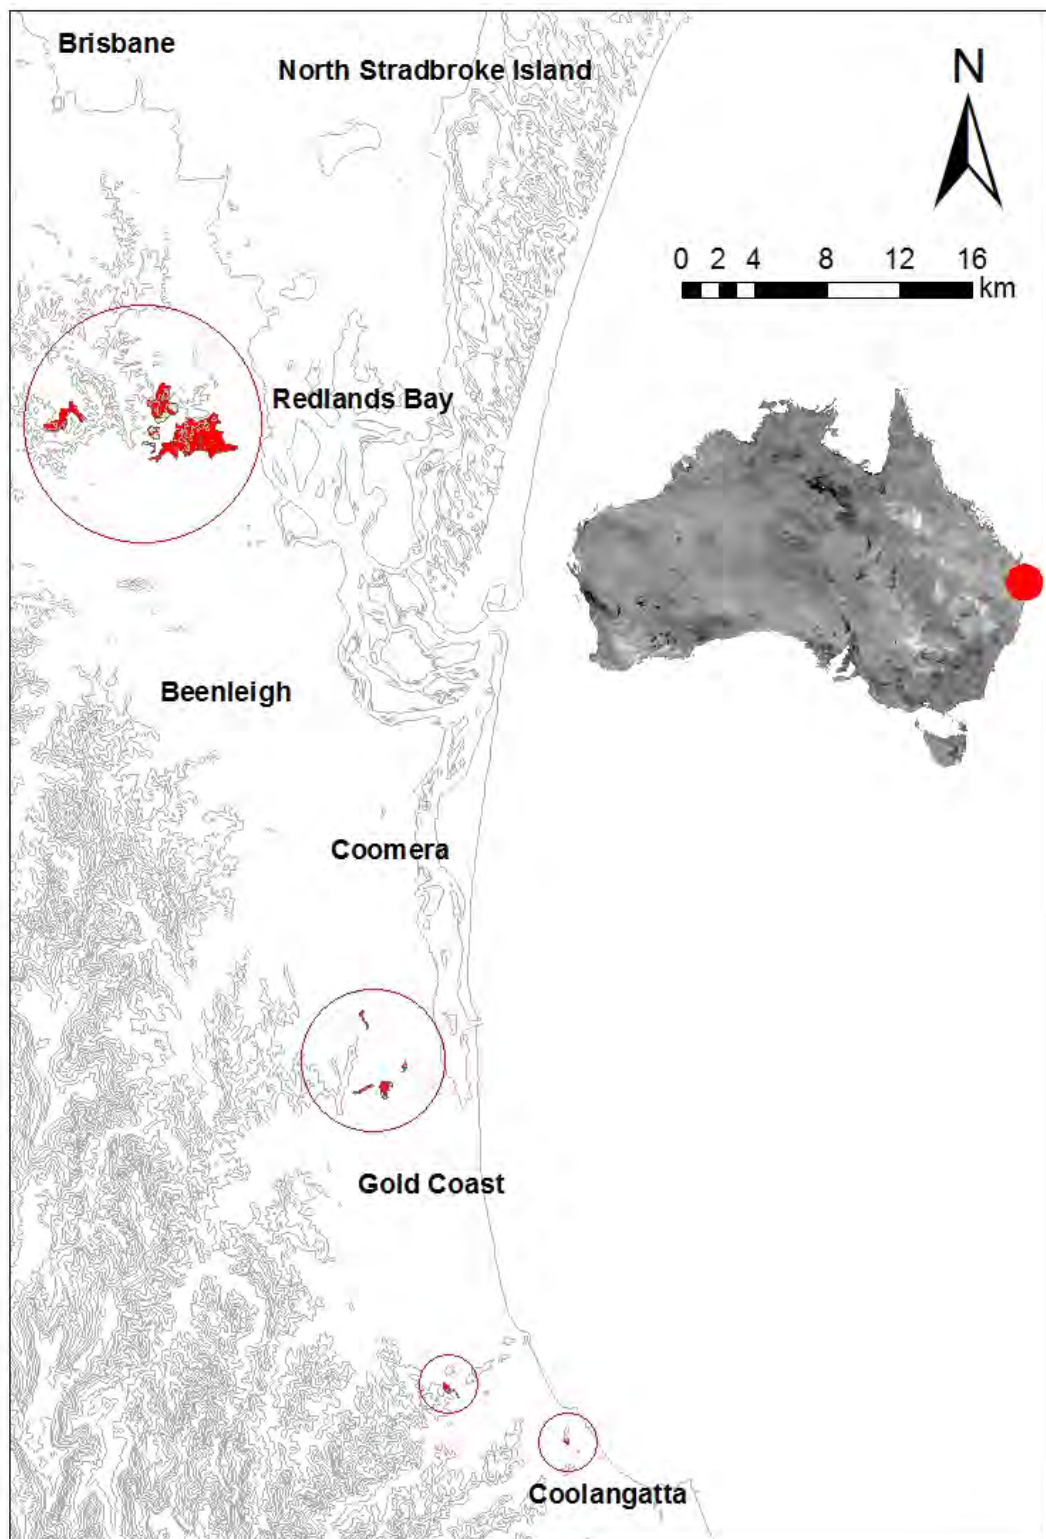 Brisbane
North Stradbroke Island
N
0 2 4 8 12 16
km
Redlands Bay
Beenleigh
Coomera
Gold Coast
Coolangatta